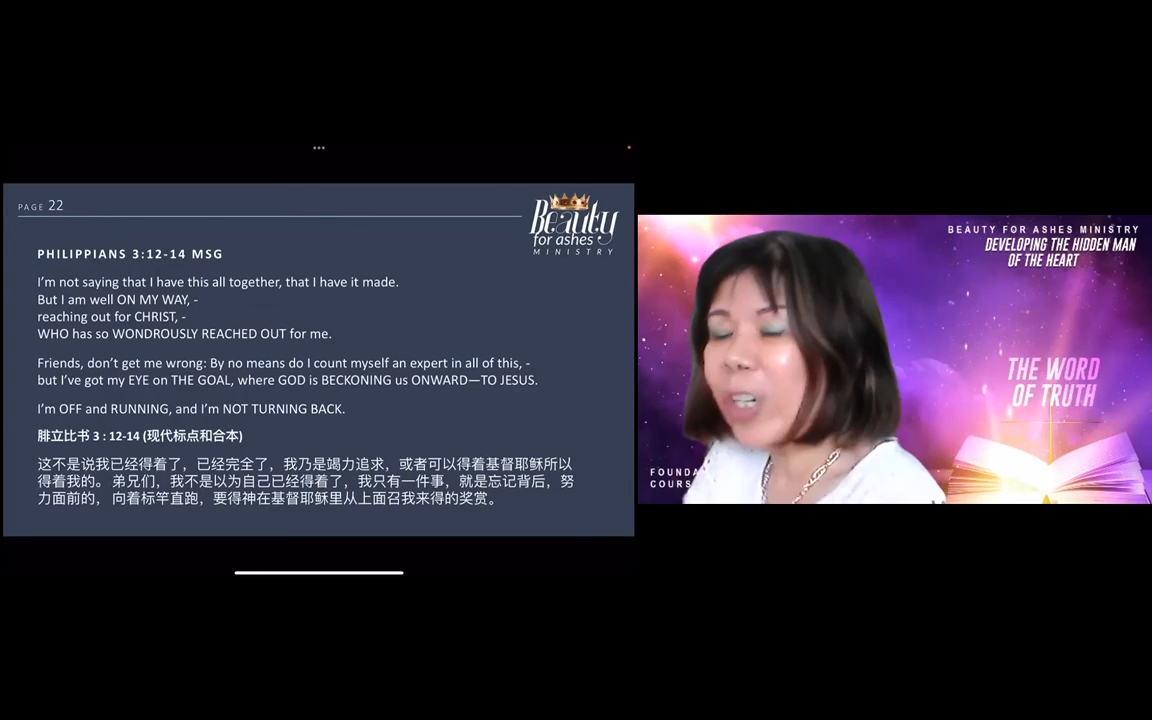 PAGE 22
Beauty
for ashes
MINISTRY
PHILIPPIANS 3:12-14 MSG
I'm not saying that I have this all together, that I have it made.
But I am well ON MY WAY, -
reaching out for CHRIST, -
WHO has so WONDROUSLY REACHED OUT for me.
Friends, don't get me wrong: By no means do I count myself an expert in all of this, -
but I've got my EYE on THE GOAL, where GOD is BECKONING us ONWARD—TO JESUS.
I'm OFF and RUNNING, and I'm NOT TURNING BACK.
腓立比书 3 : 12-14 (现代标点和合本)
这不是说我已经得着了，已经完全了，我乃是竭力追求，或者可以得着基督耶稣所以
得着我的。弟兄们，我不是以为自己已经得着了，我只有一件事，就是忘记背后，努
力面前的， 向着标竿直跑，要得神在基督耶稣里从上面召我来得的奖赏。
BEAUTY FOR ASHES MINISTRY
DEVELOPING THE HIDDEN MAN
OF THE HEART
THE WORD
OF TRUTH
FOUNDA
COURS